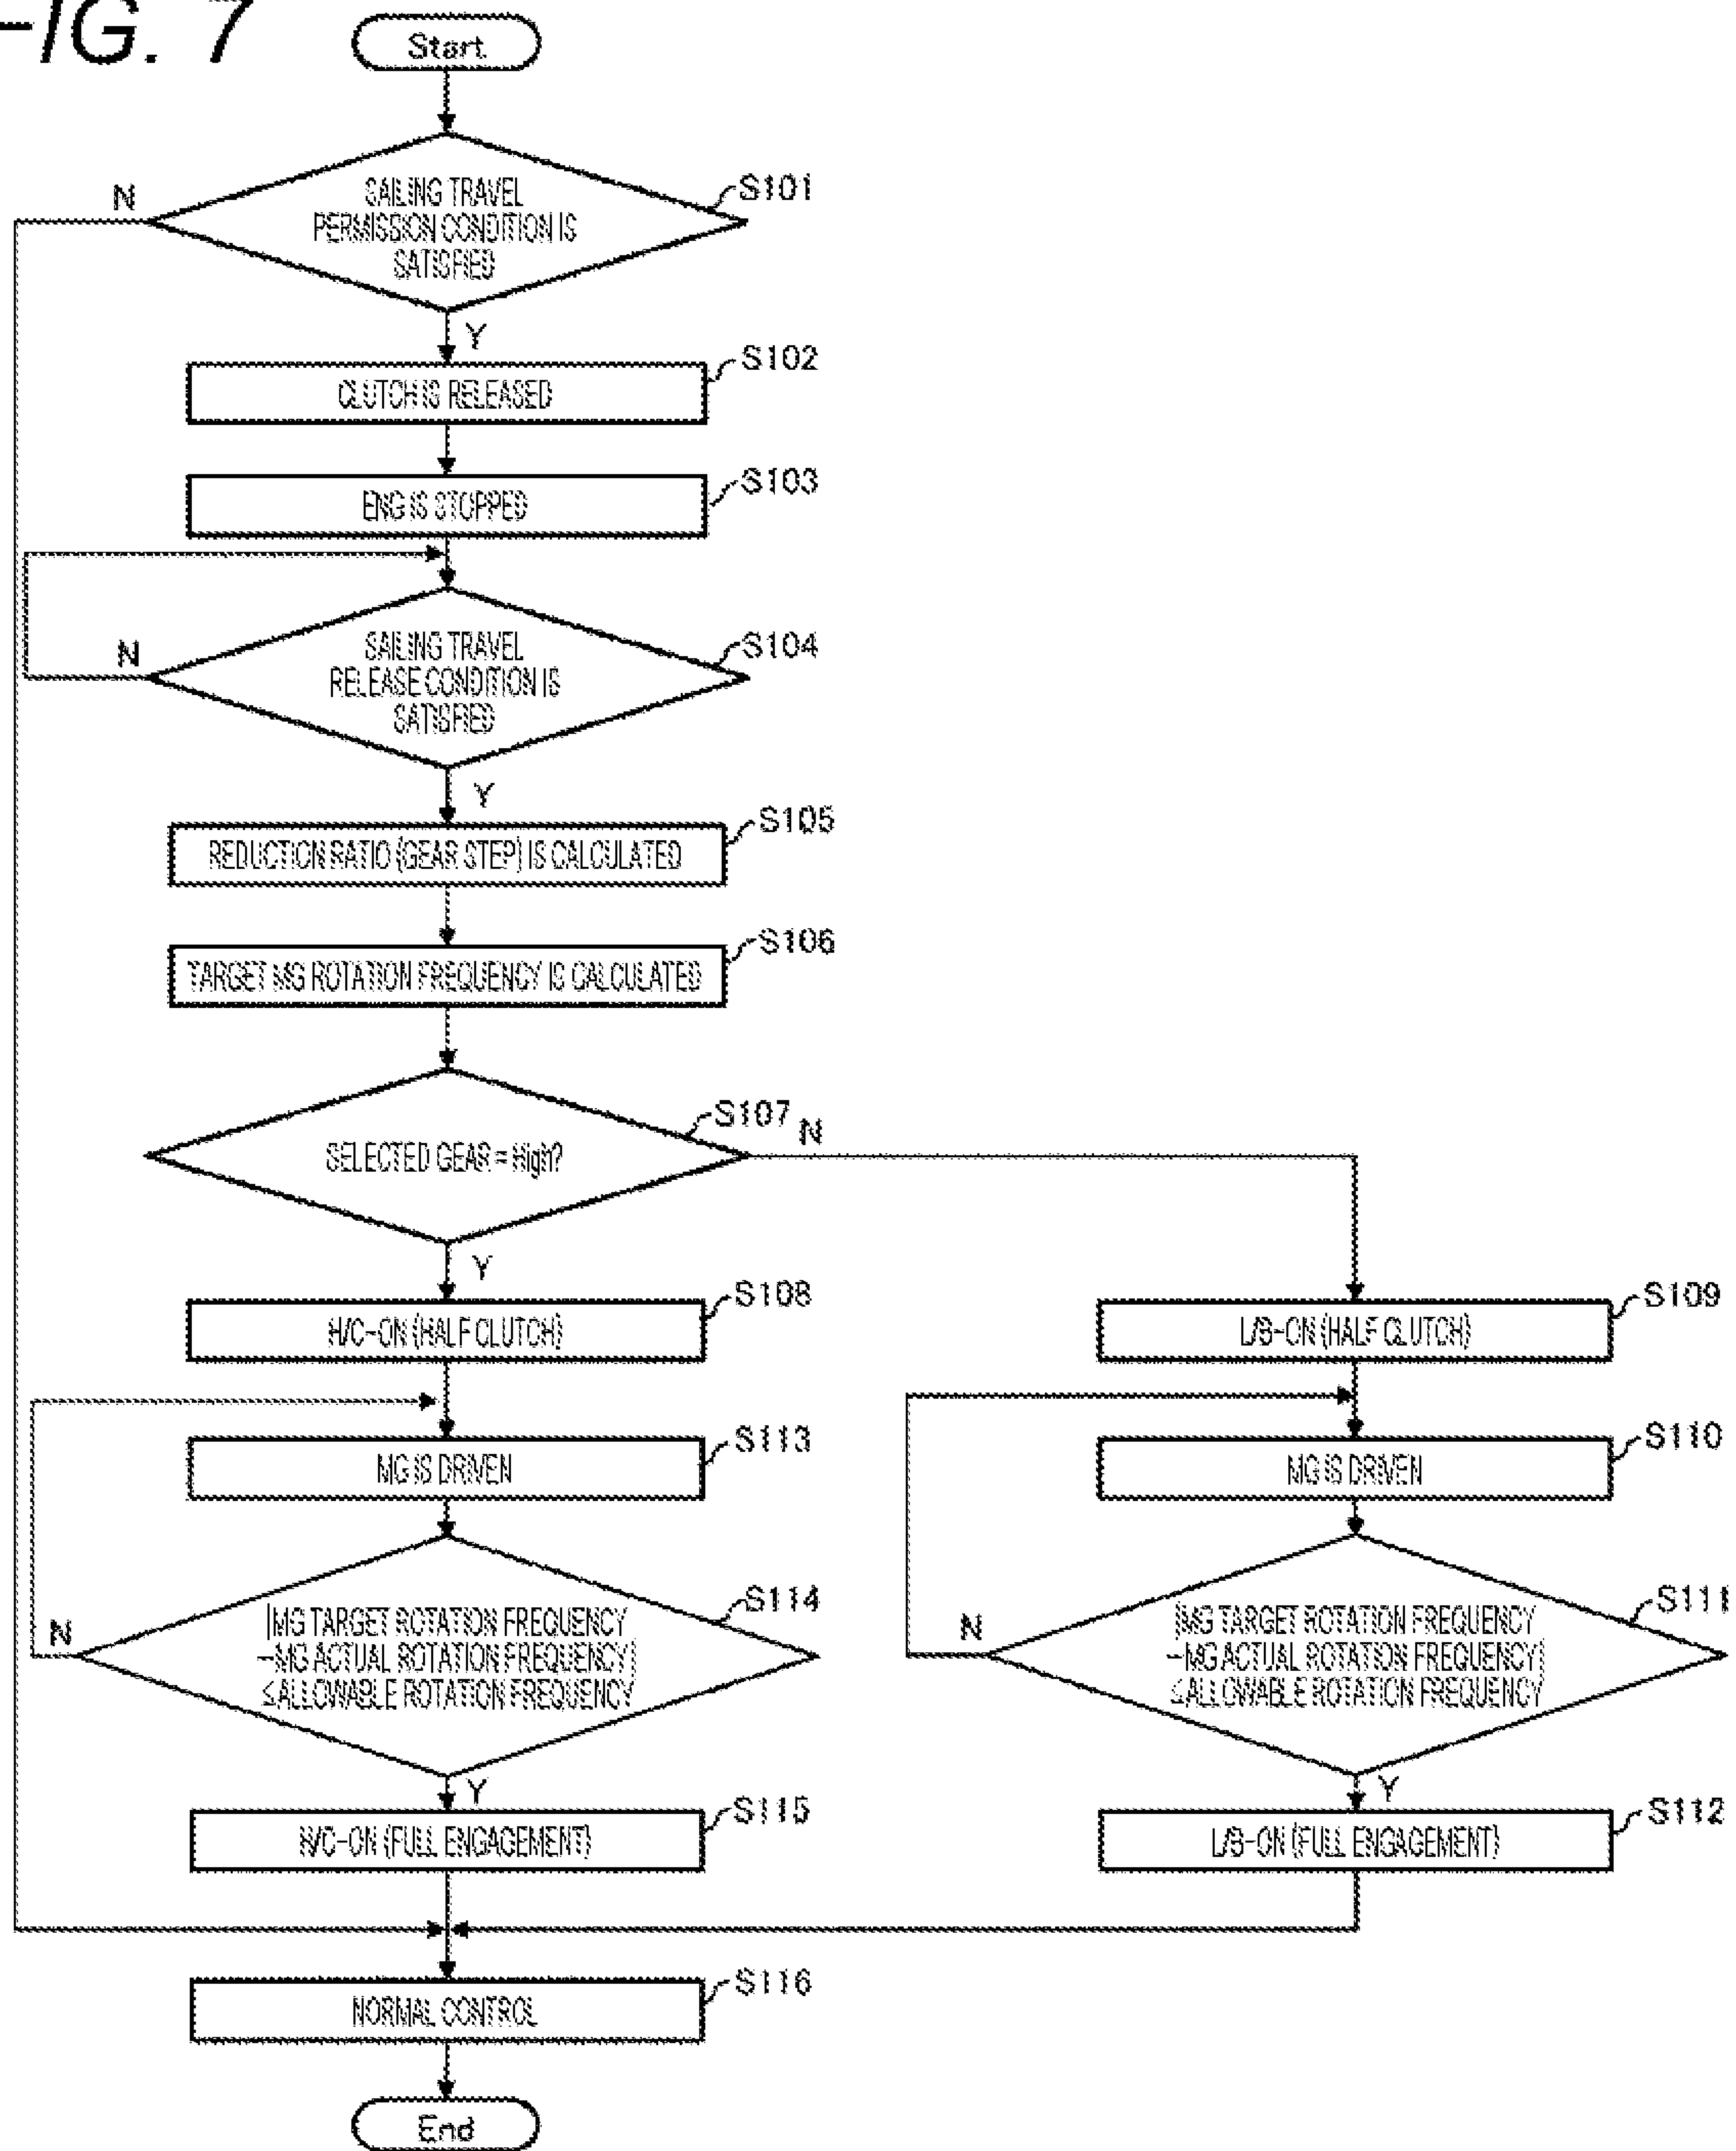 FIG. 7
Start
SAILING TRAVEL
PERMISSION CONDITION IS
SATISFIED
S101
N
Y
CLUTCH IS RELEASED
S102
ENG IS STOPPED
S103
SAILING TRAVEL
RELEASE CONDITION IS
SATISFIED
S104
N
Y
REDUCTION RATIO (GEAR STEP) IS CALCULATED
S105
TARGET MG ROTATION FREQUENCY IS CALCULATED
S106
SELECTED GEAR = High?
S107
N
Y
H/C-ON (HALF CLUTCH)
S108
L/B-ON (HALF CLUTCH)
S109
MG IS DRIVEN
S113
MG IS DRIVEN
S110
|MG TARGET ROTATION FREQUENCY
-MG ACTUAL ROTATION FREQUENCY|
≤ALLOWABLE ROTATION FREQUENCY
S114
N
Y
|MG TARGET ROTATION FREQUENCY
-MG ACTUAL ROTATION FREQUENCY|
≤ALLOWABLE ROTATION FREQUENCY
S111
N
Y
H/C-ON (FULL ENGAGEMENT)
S115
L/B-ON (FULL ENGAGEMENT)
S112
NORMAL CONTROL
S116
End